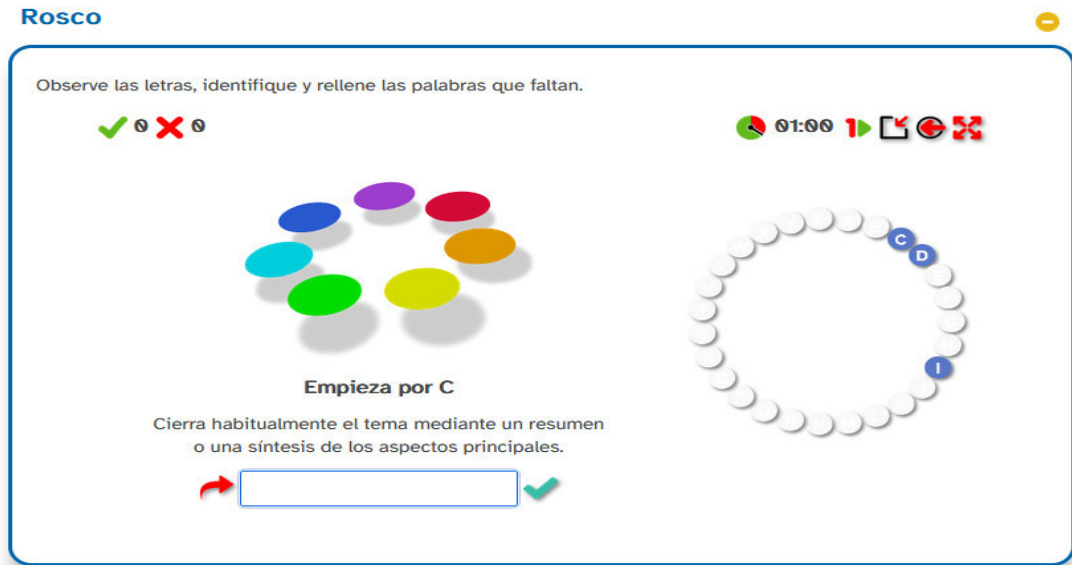 Rosco
Observe las letras, identifique y rellene las palabras que faltan.
0 0
01:00 1
Empieza por C
Cierra habitualmente el tema mediante un resumen
o una síntesis de los aspectos principales.
C
D
I